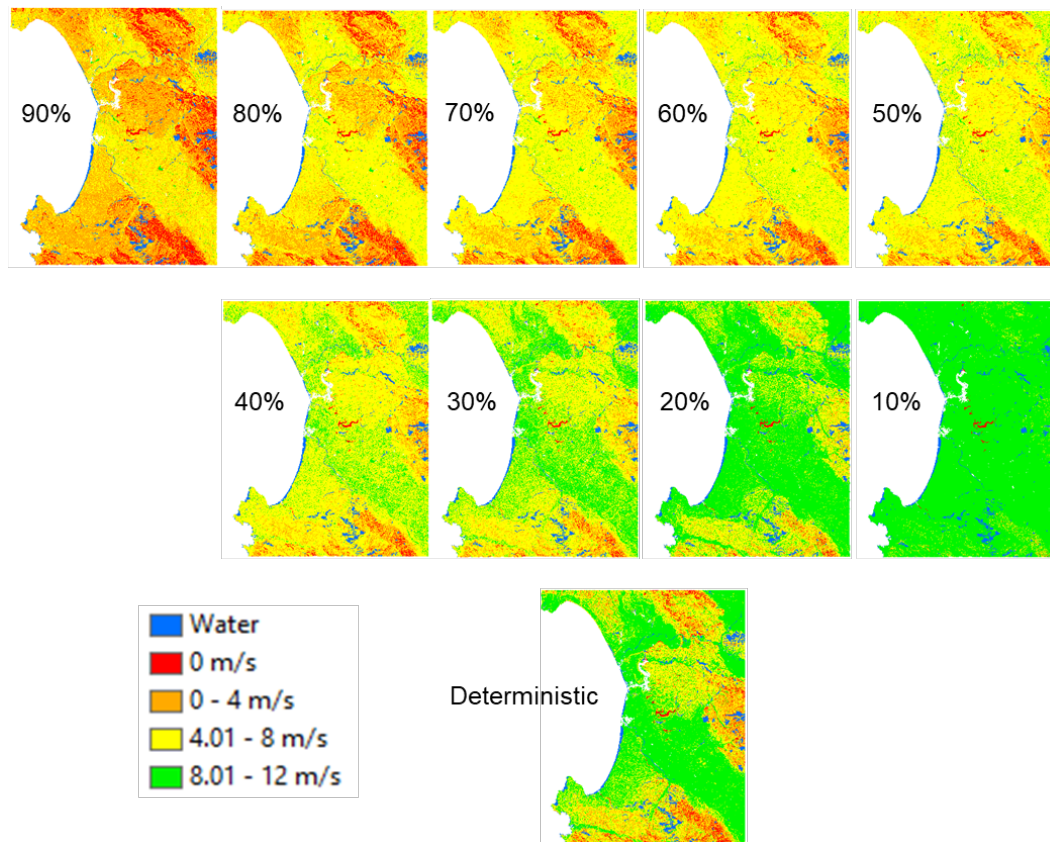 90%
80%
70%
60%
50%
40%
30%
20%
10%
Deterministic
Water
0 m/s
0 - 4 m/s
4.01 - 8 m/s
8.01 - 12 m/s